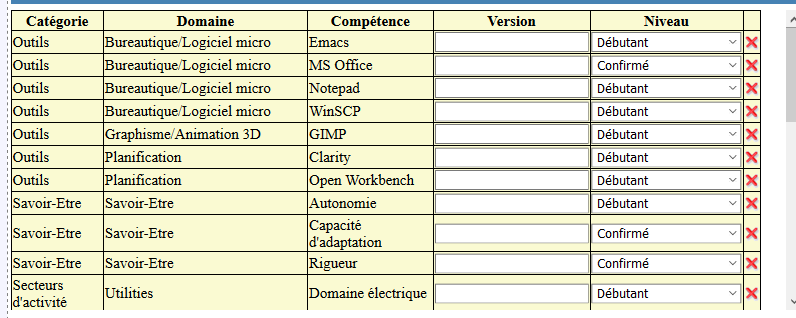 Catégorie Domaine Compétence Version Niveau
Outils Bureautique/Logiciel micro Emacs Débutant
Outils Bureautique/Logiciel micro MS Office Confirmé
Outils Bureautique/Logiciel micro Notepad Débutant
Outils Bureautique/Logiciel micro WinSCP Débutant
Outils Graphisme/Animation 3D GIMP Débutant
Outils Planification Clarity Débutant
Outils Planification Open Workbench Débutant
Savoir-Etre Savoir-Etre Autonomie Débutant
Savoir-Etre Savoir-Etre Capacité
d'adaptation Confirmé
Savoir-Etre Savoir-Etre Rigueur Confirmé
Secteurs
d'activité Utilities Domaine électrique Débutant